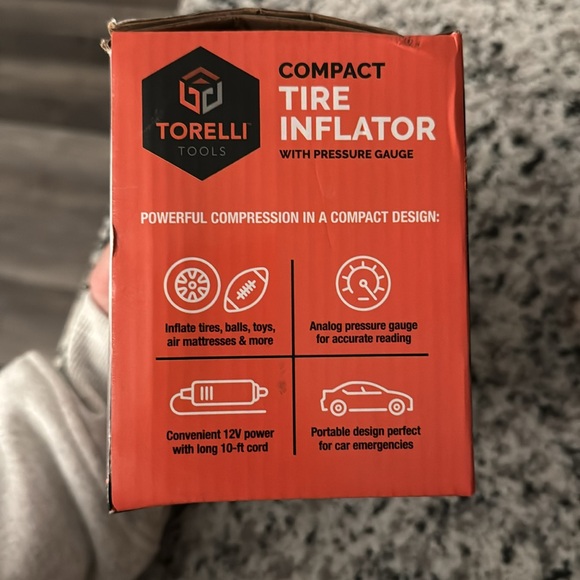 COMPACT
TIRE
INFLATOR
WITH PRESSURE GAUGE
TORELLI
TOOLS
POWERFUL COMPRESSION IN A COMPACT DESIGN:
Inflate tires, balls, toys,
air mattresses & more
Analog pressure gauge
for accurate reading
Convenient 12V power
with long 10-ft cord
Portable design perfect
for car emergencies